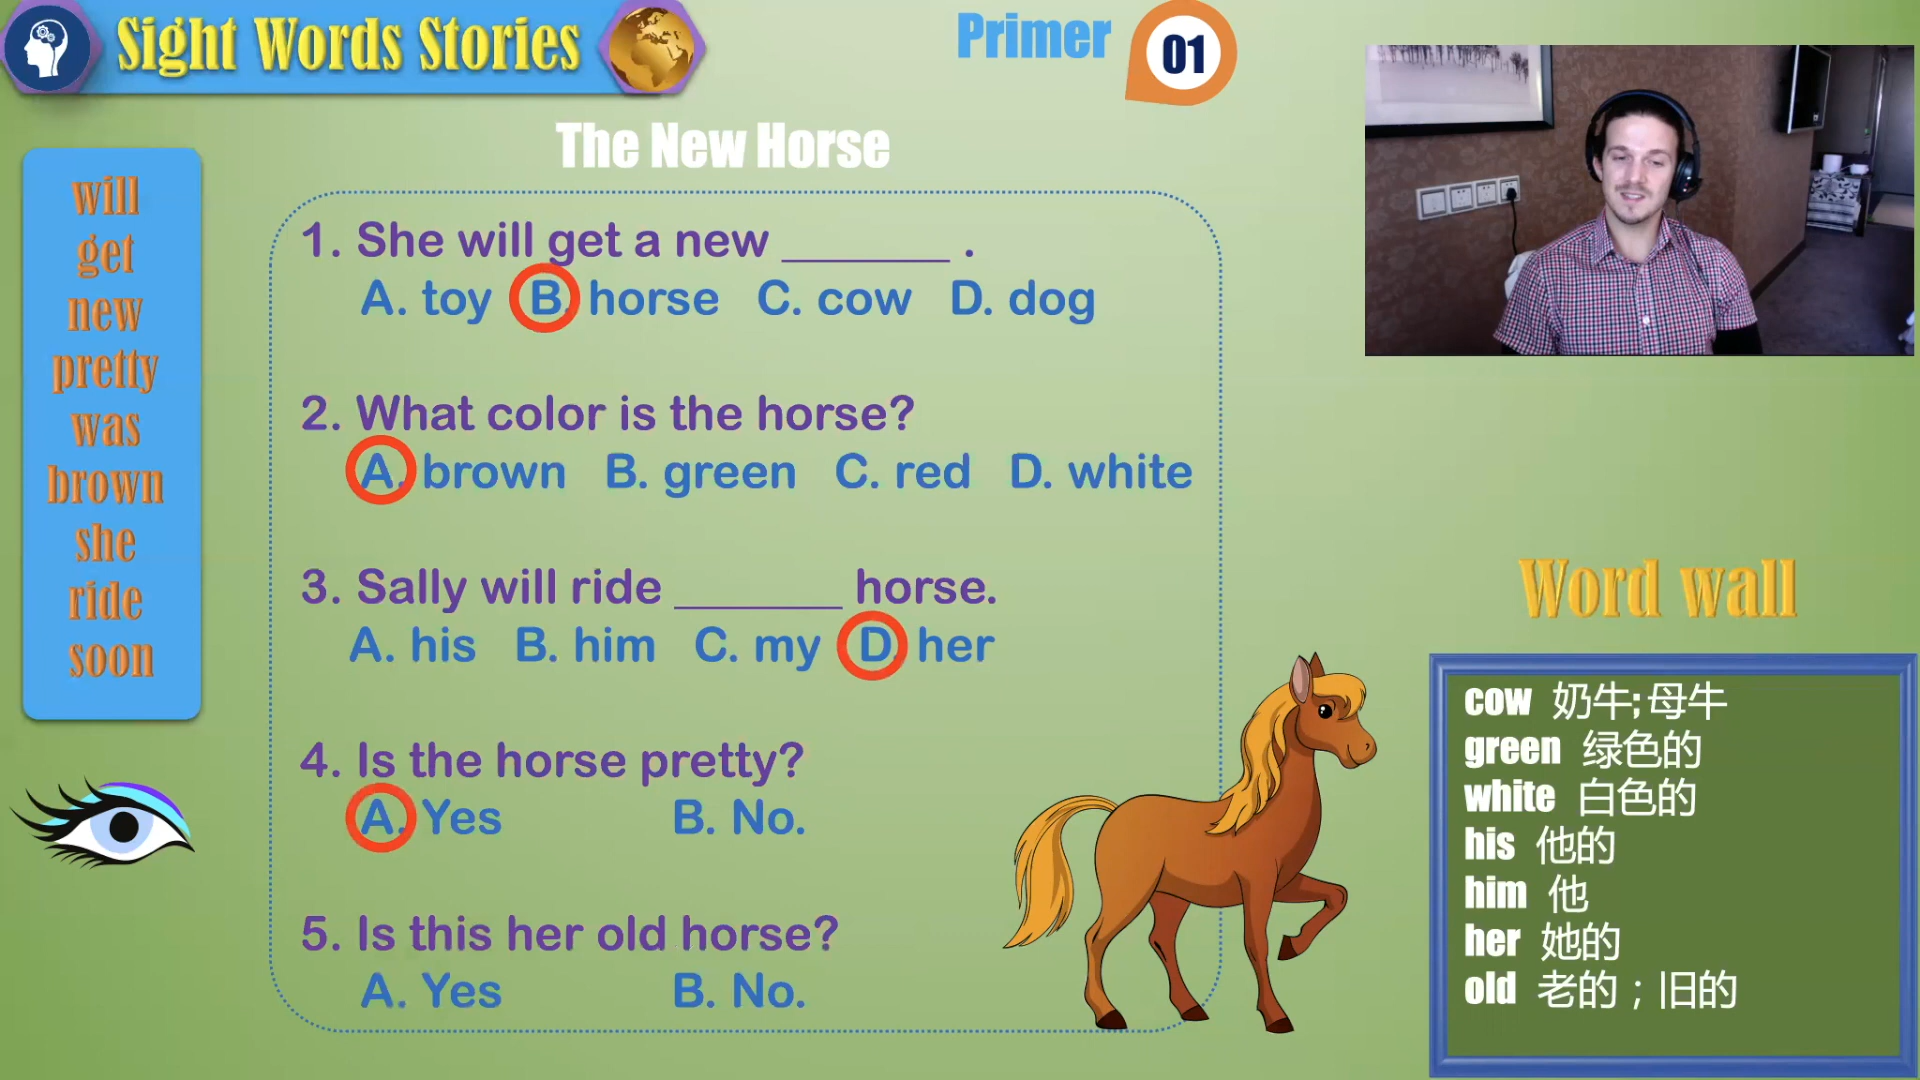 Sight Words Stories
Primer
01
The New Horse
will
get
new
pretty
was
brown
she
ride
soon
1. She will get a new _______ .
A. toy B. horse C. cow D. dog
2. What color is the horse?
A. brown B. green C. red D. white
3. Sally will ride _______ horse.
A. his B. him C. my D. her
4. Is the horse pretty?
A. Yes B. No.
5. Is this her old horse?
A. Yes B. No.
Word wall
cow 奶牛; 母牛
green 绿色的
white 白色的
his 他的
him 他
her 她的
old 老的；旧的